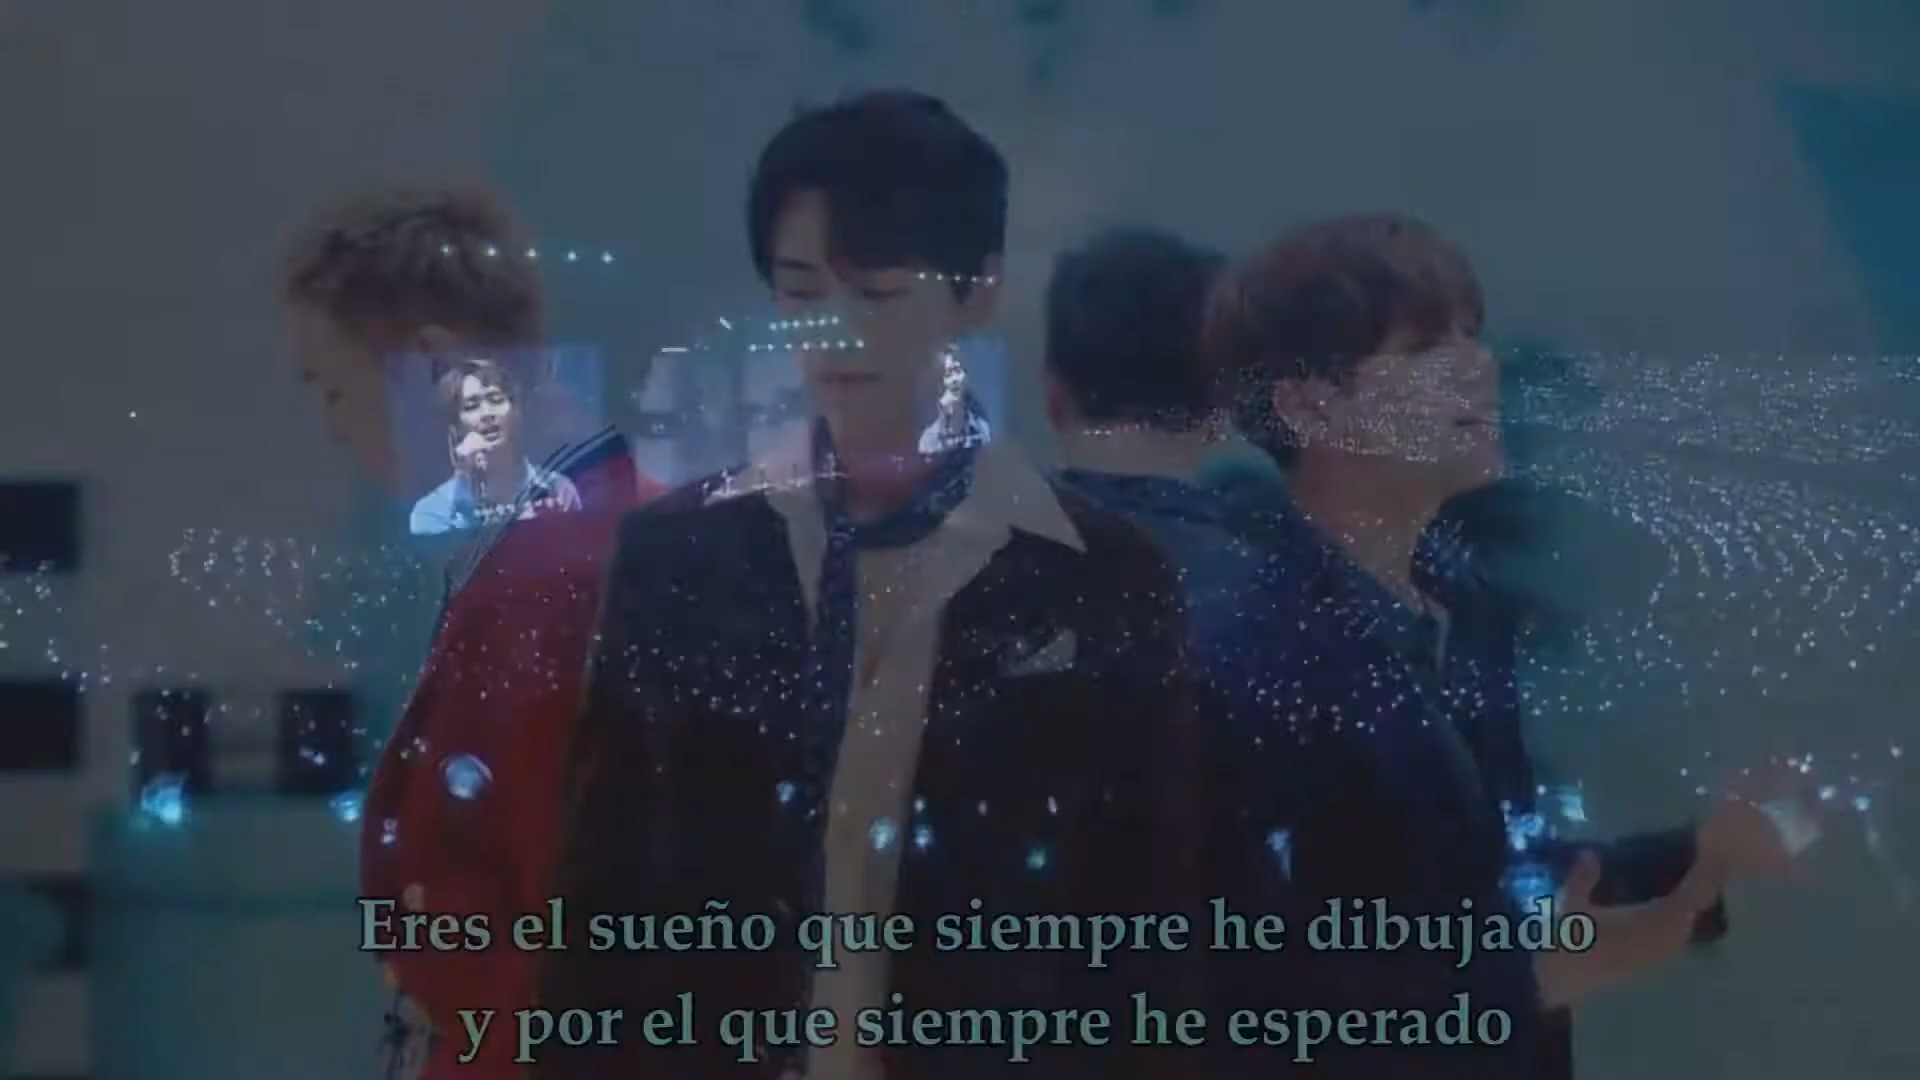 Eres el sueño que siempre he dibujado
y por el que siempre he esperado